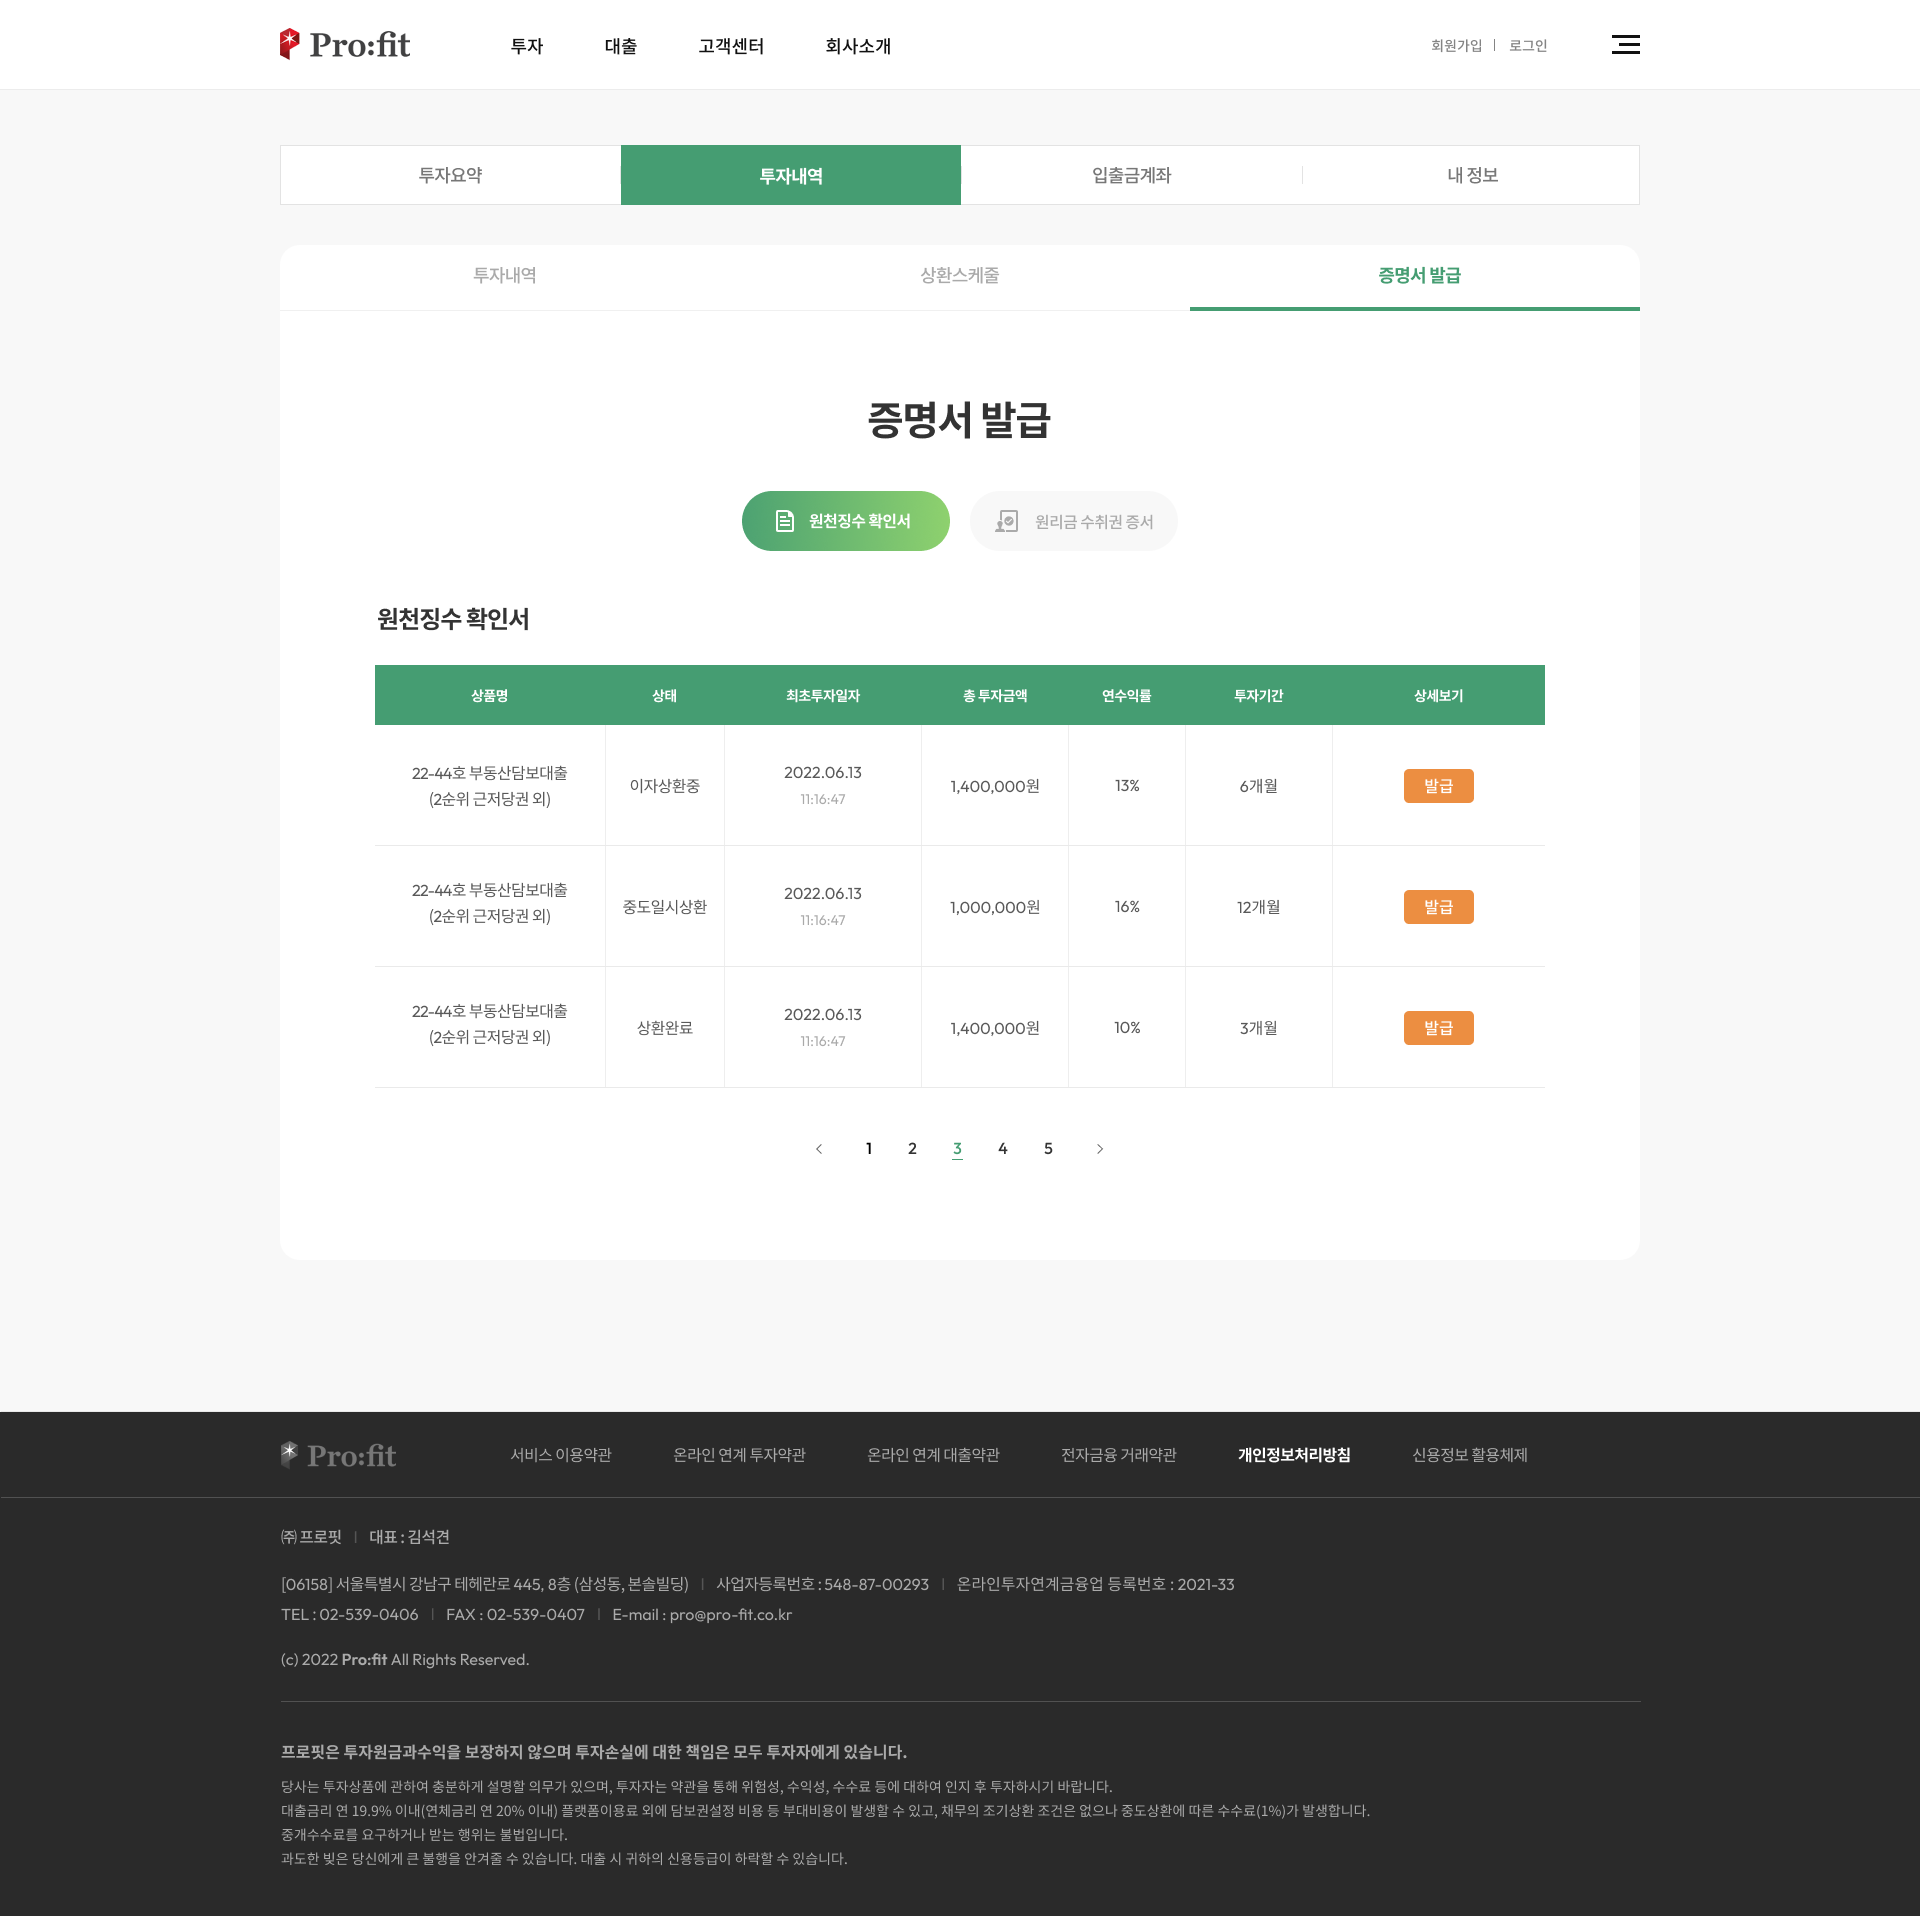 Pro:fit 투자 대출 고객센터 회사소개 회원가입 로그인
투자요약 투자내역 입출금계좌 내 정보
투자내역 상환스케줄 증명서 발급
증명서 발급
원천징수 확인서 원리금 수취권 증서
원천징수 확인서
상품명 상태 최초투자일자 총 투자금액 연수익률 투자기간 상세보기
22-44호 부동산담보대출
(2순위 근저당권 외)
이자상환중
2022.06.13
11:16:47
1,400,000원
13%
6개월
발급
22-44호 부동산담보대출
(2순위 근저당권 외)
중도일시상환
2022.06.13
11:16:47
1,000,000원
16%
12개월
발급
22-44호 부동산담보대출
(2순위 근저당권 외)
상환완료
2022.06.13
11:16:47
1,400,000원
10%
3개월
발급
1 2 3 4 5
Pro:fit 서비스 이용약관 온라인 연계 투자약관 온라인 연계 대출약관 전자금융 거래약관 개인정보처리방침 신용정보 활용체제
㈜ 프로핏 | 대표 : 김석견
[06158] 서울특별시 강남구 테헤란로 445, 8층 (삼성동, 본솔빌딩) | 사업자등록번호 : 548-87-00293 | 온라인투자연계금융업 등록번호 : 2021-33
TEL : 02-539-0406 | FAX : 02-539-0407 | E-mail : pro@pro-fit.co.kr
(c) 2022 Pro:fit All Rights Reserved.
프로핏은 투자원금과수익을 보장하지 않으며 투자손실에 대한 책임은 모두 투자자에게 있습니다.
당사는 투자상품에 관하여 충분하게 설명할 의무가 있으며, 투자자는 약관을 통해 위험성, 수익성, 수수료 등에 대하여 인지 후 투자하시기 바랍니다.
대출금리 연 19.9% 이내(연체금리 연 20% 이내) 플랫폼이용료 외에 담보권설정 비용 등 부대비용이 발생할 수 있고, 채무의 조기상환 조건은 없으나 중도상환에 따른 수수료(1%)가 발생합니다.
중개수수료를 요구하거나 받는 행위는 불법입니다.
과도한 빚은 당신에게 큰 불행을 안겨줄 수 있습니다. 대출 시 귀하의 신용등급이 하락할 수 있습니다.